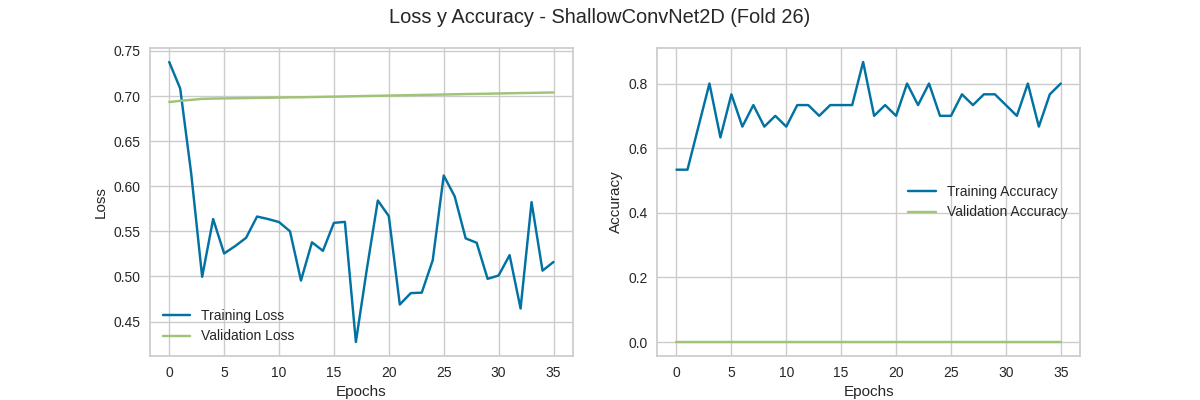 Loss y Accuracy - ShallowConvNet2D (Fold 26)
0.75
0.70
0.65
0.60
0.55
0.50
0.45
Loss
Training Loss
Validation Loss
0 5 10 15 20 25 30 35
Epochs
0.8
0.6
0.4
0.2
0.0
Accuracy
Training Accuracy
Validation Accuracy
0 5 10 15 20 25 30 35
Epochs